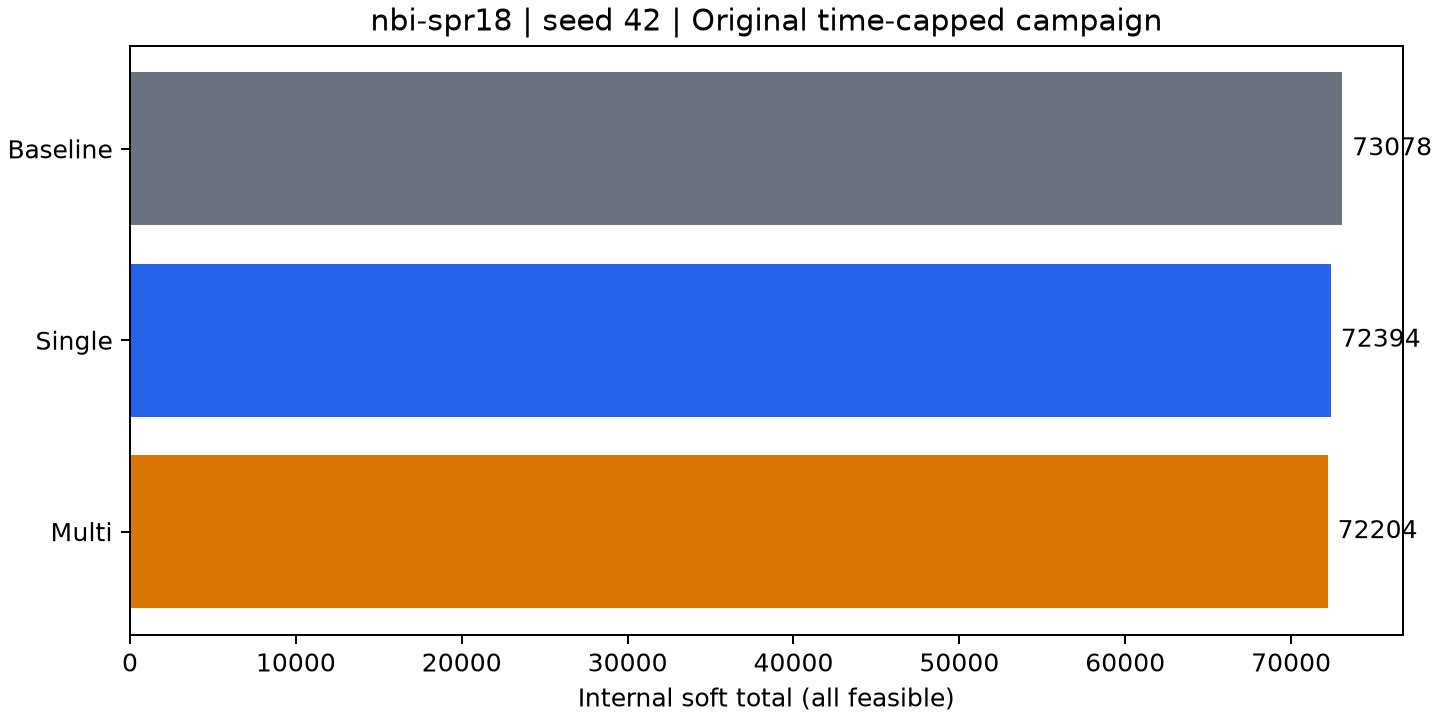 nbi-spr18 | seed 42 | Original time-capped campaign
Baseline
73078
Single
72394
Multi
72204
0 10000 20000 30000 40000 50000 60000 70000
Internal soft total (all feasible)